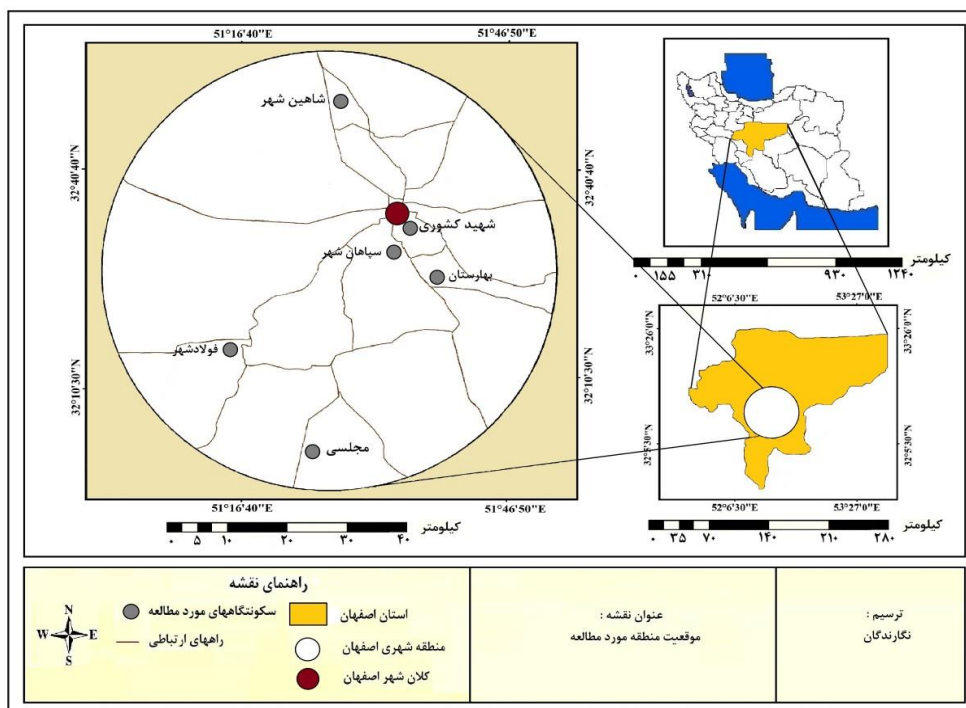 51°16'40"E
51°46'50"E
32°40'40"N
32°40'40"N
شاهین شهر
شهید کشوری
سپاهان شهر
بهارستان
فولادشهر
مجلسی
32°10'30"N
32°10'30"N
51°16'40"E
51°46'50"E
۰ ۵ ۱۰ ۲۰ ۳۰ ۴۰
کیلومتر
کیلومتر
۰ ۱۵۵ ۳۱۰ ۹۳۰ ۱۲۴۰
52°6'30"E
53°27'0"E
33°26'0"N
33°26'0"N
32°5'30"N
32°5'30"N
52°6'30"E
53°27'0"E
کیلومتر
۰ ۳۵ ۷۰ ۱۴۰ ۲۱۰ ۲۸۰
راهنمای نقشه
استان اصفهان
منطقه شهری اصفهان
کلان شهر اصفهان
سکونتگاههای مورد مطالعه
راههای ارتباطی
N
W E
S
عنوان نقشه :
موقعیت منطقه مورد مطالعه
ترسیم :
نگارندگان